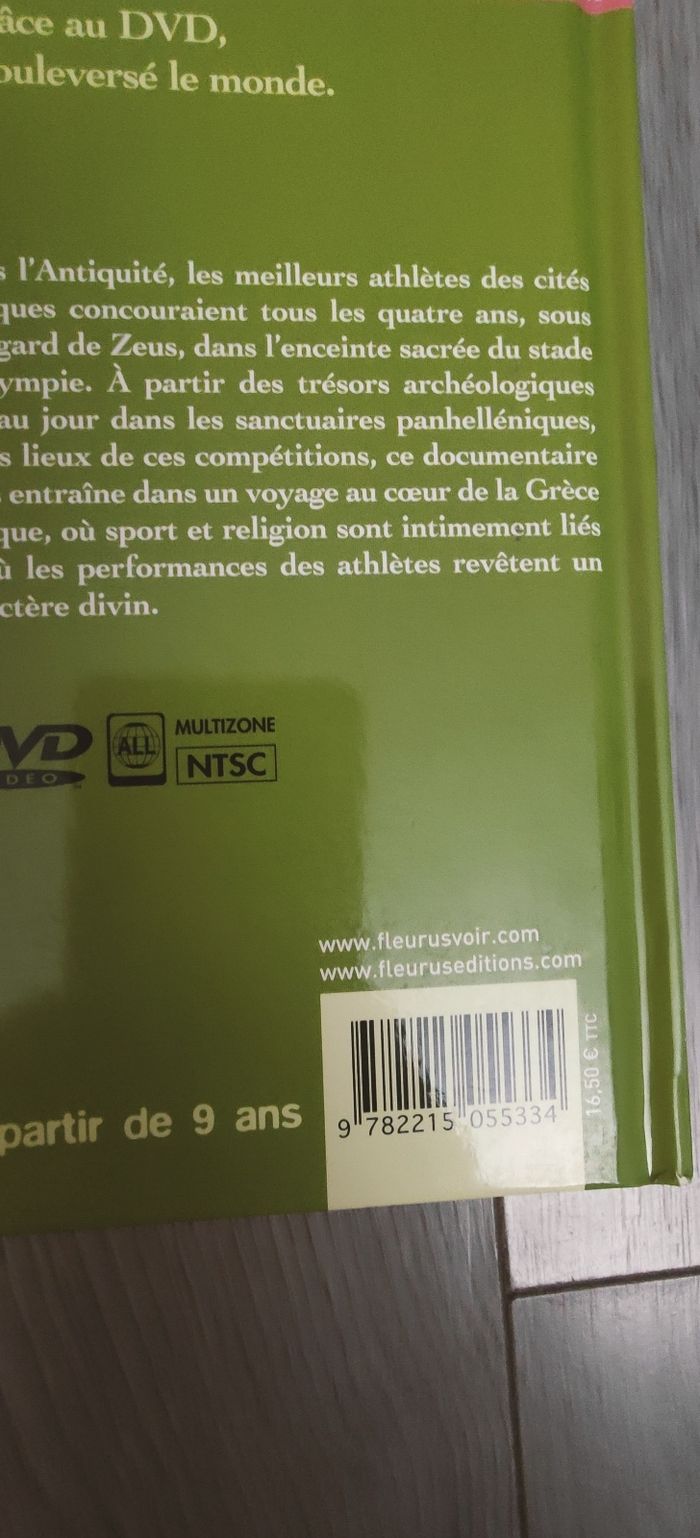 âce au DVD,
ouleversé le monde.
s l'Antiquité, les meilleurs athlètes des cités
ques concouraient tous les quatre ans, sous
gard de Zeus, dans l'enceinte sacrée du stade
ympie. À partir des trésors archéologiques
au jour dans les sanctuaires panhelléniques,
s lieux de ces compétitions, ce documentaire
entraîne dans un voyage au cœur de la Grèce
que, où sport et religion sont intimement liés
ù les performances des athlètes revêtent un
ctère divin.
DVD
VIDEO
ALL
MULTIZONE
NTSC
www.fleurusvoir.com
www.fleuruseditions.com
16,50 € TTC
partir de 9 ans
9 782215 055334